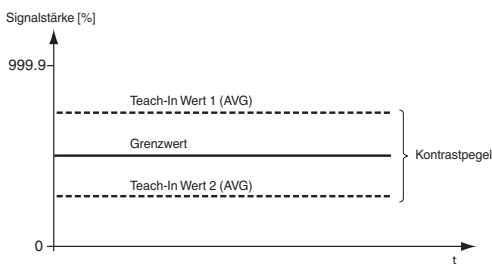 Signalstärke [%]
999.9
Teach-In Wert 1 (AVG)
Grenzwert
Kontrastpegel
Teach-In Wert 2 (AVG)
0
t